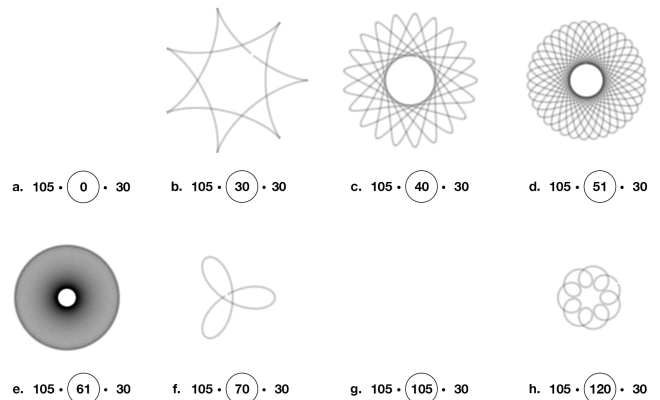 a. 105 • 0 • 30 b. 105 • 30 • 30 c. 105 • 40 • 30 d. 105 • 51 • 30
e. 105 • 61 • 30 f. 105 • 70 • 30 g. 105 • 105 • 30 h. 105 • 120 • 30